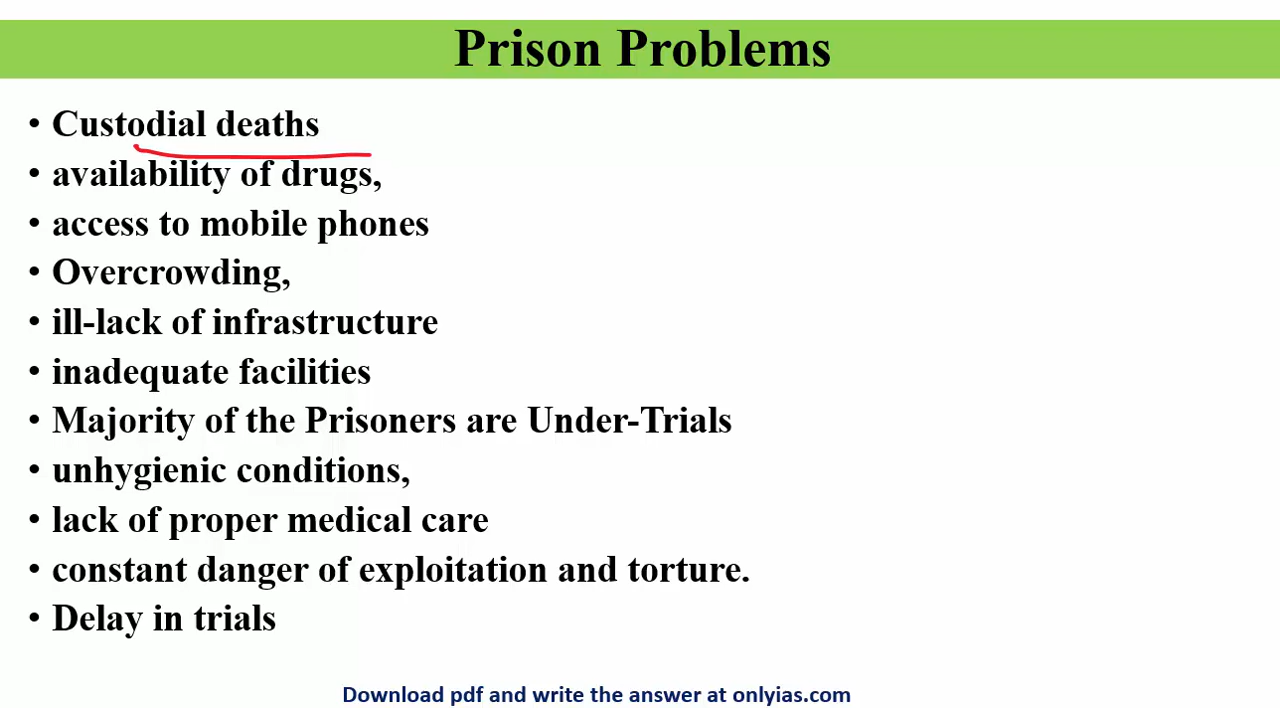 Prison Problems
• Custodial deaths
• availability of drugs,
• access to mobile phones
• Overcrowding,
• ill-lack of infrastructure
• inadequate facilities
• Majority of the Prisoners are Under-Trials
• unhygienic conditions,
• lack of proper medical care
• constant danger of exploitation and torture.
• Delay in trials
Download pdf and write the answer at onlyias.com